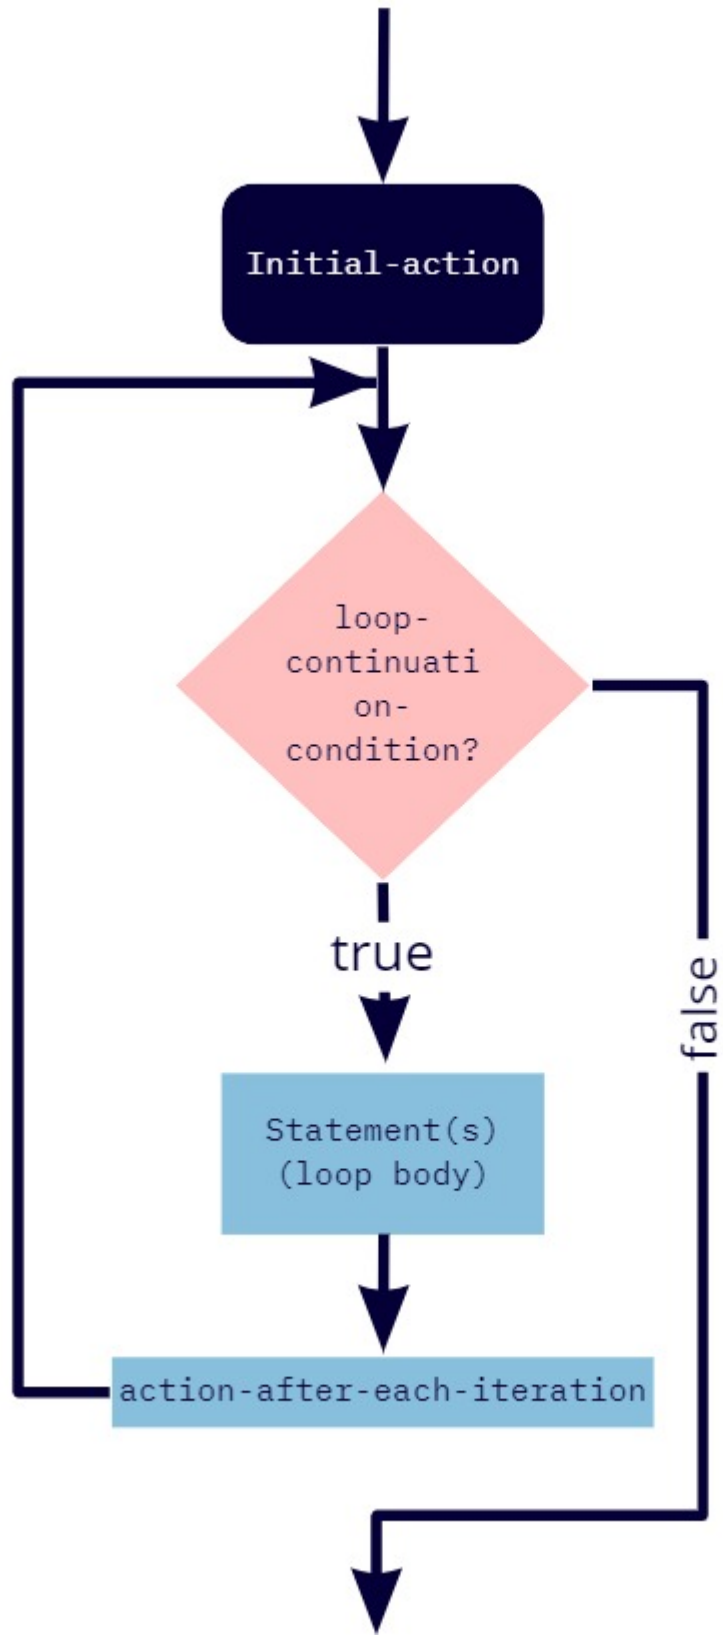 Initial-action
loop-
continuati
on-
condition?
true
false
Statement(s)
(loop body)
action-after-each-iteration